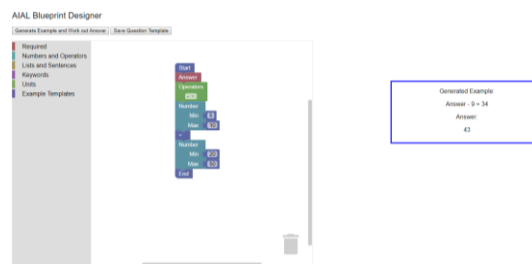 AIAL Blueprint Designer
Generate Example and Work out Answer
Save Question Template
Required
Numbers and Operators
Lists and Sentences
Keywords
Units
Example Templates
Start
Answer
Operators
Number
Min
Max
Number
Min 20
Max
End
Generated Example
Answer - 9 = 34
Answer:
43